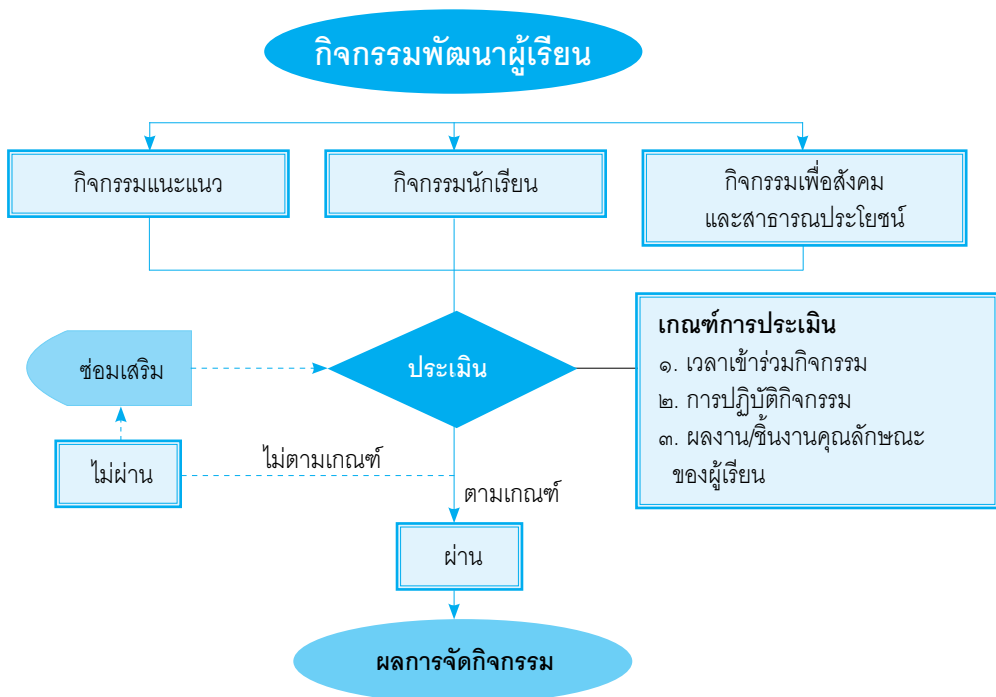 กิจกรรมพัฒนาผู้เรียน
กิจกรรมแนะแนว
กิจกรรมนักเรียน
กิจกรรมเพื่อสังคม
และสาธารณประโยชน์
ซ่อมเสริม
ประเมิน
เกณฑ์การประเมิน
๑. เวลาเข้าร่วมกิจกรรม
๒. การปฏิบัติกิจกรรม
๓. ผลงาน/ชิ้นงานคุณลักษณะ
ของผู้เรียน
ไม่ผ่าน
ไม่ตามเกณฑ์
ตามเกณฑ์
ผ่าน
ผลการจัดกิจกรรม